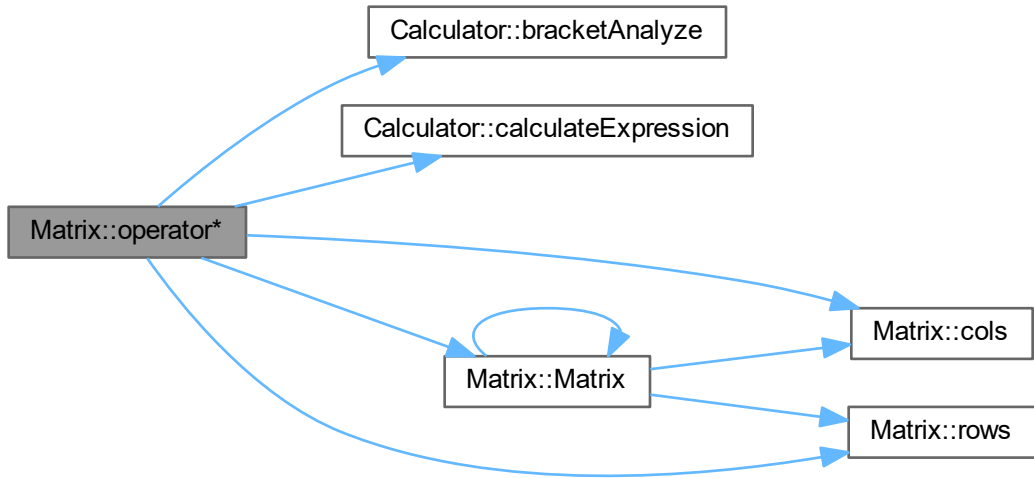 Calculator::bracketAnalyze
Calculator::calculateExpression
Matrix::operator*
Matrix::cols
Matrix::Matrix
Matrix::rows